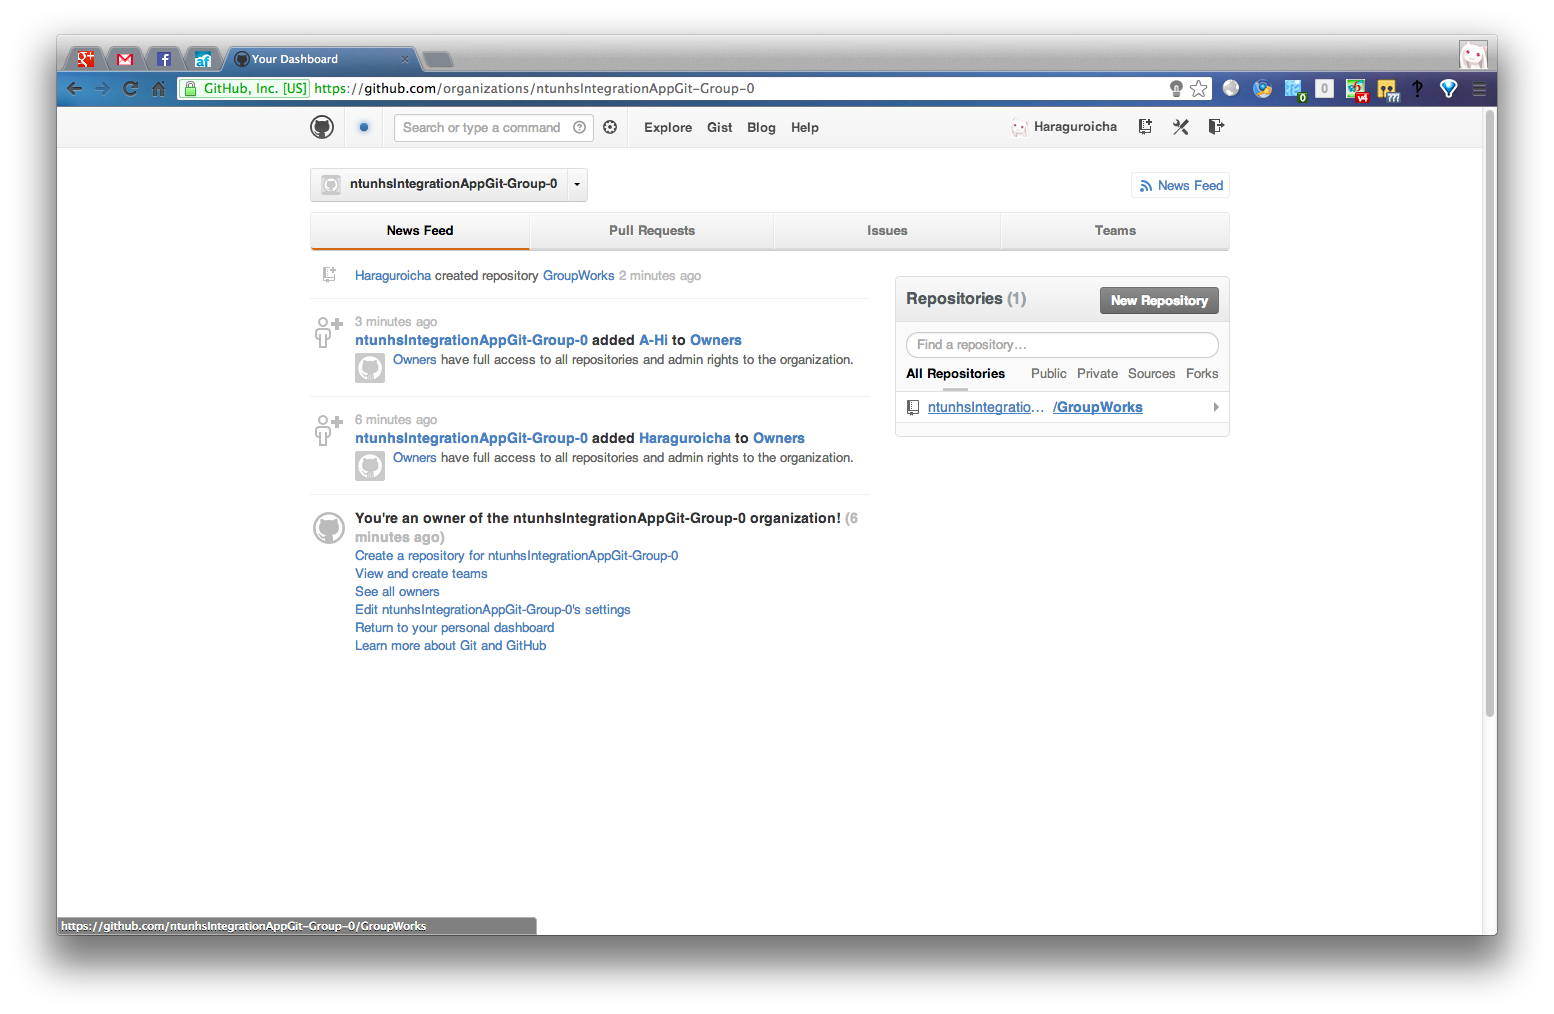 Your Dashboard
GitHub, Inc. [US] https://github.com/organizations/ntunhsIntegrationAppGit-Group-0
Search or type a command
Explore Gist Blog Help
Haraguroicha
ntunhsIntegrationAppGit-Group-0
News Feed
News Feed Pull Requests Issues Teams
Haraguroicha created repository GroupWorks 2 minutes ago
3 minutes ago
ntunhsIntegrationAppGit-Group-0 added A-Hi to Owners
Owners have full access to all repositories and admin rights to the organization.
6 minutes ago
ntunhsIntegrationAppGit-Group-0 added Haraguroicha to Owners
Owners have full access to all repositories and admin rights to the organization.
You're an owner of the ntunhsIntegrationAppGit-Group-0 organization! (6
minutes ago)
Create a repository for ntunhsIntegrationAppGit-Group-0
View and create teams
See all owners
Edit ntunhsIntegrationAppGit-Group-0's settings
Return to your personal dashboard
Learn more about Git and GitHub
Repositories (1)
New Repository
Find a repository…
All Repositories Public Private Sources Forks
ntunhsIntegratio… /GroupWorks
https://github.com/ntunhsIntegrationAppGit-Group-0/GroupWorks